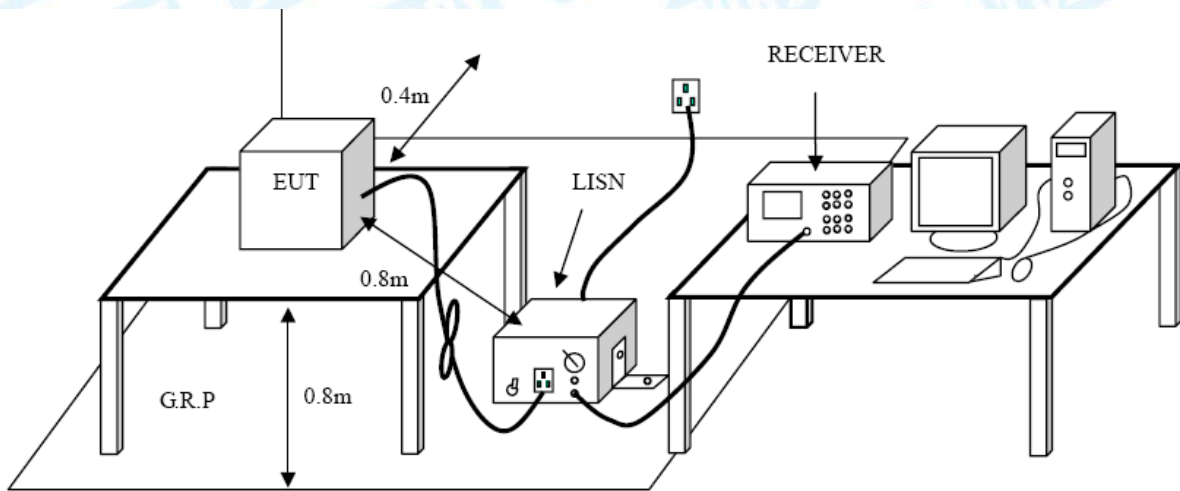 RECEIVER
0.4m
EUT
LISN
0.8m
G.R.P
0.8m